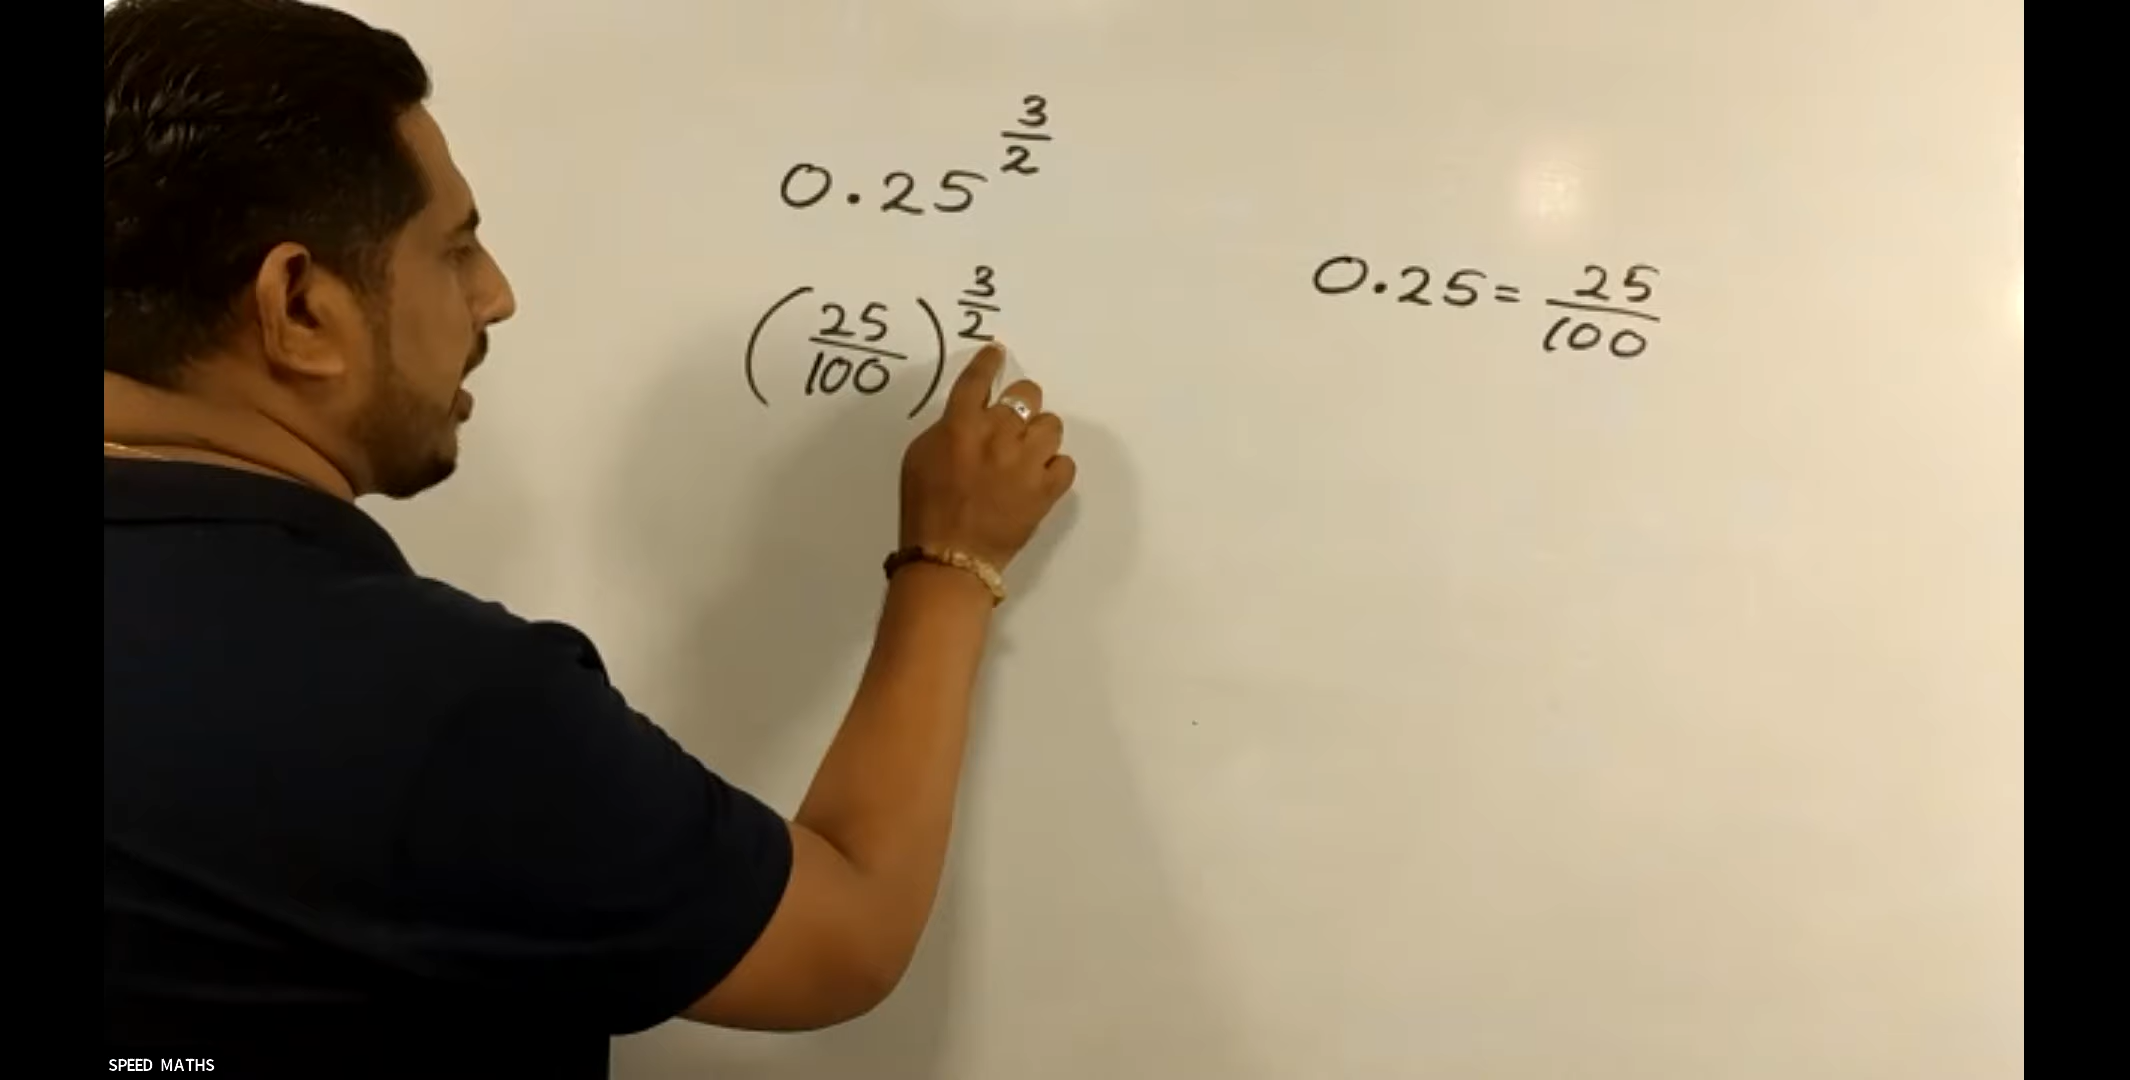 0.25^(3/2)
(25/100)^(3/2)
0.25 = 25/100
SPEED MATHS